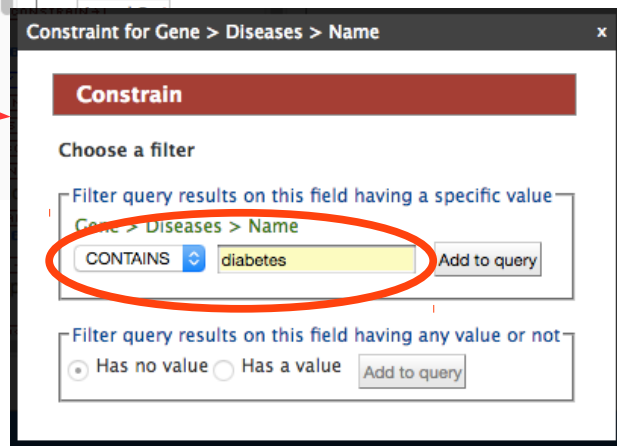 Constraint for Gene > Diseases > Name x
Constrain
Choose a filter
Filter query results on this field having a specific value
Gene > Diseases > Name
CONTAINS diabetes Add to query
Filter query results on this field having any value or not
Has no value Has a value Add to query